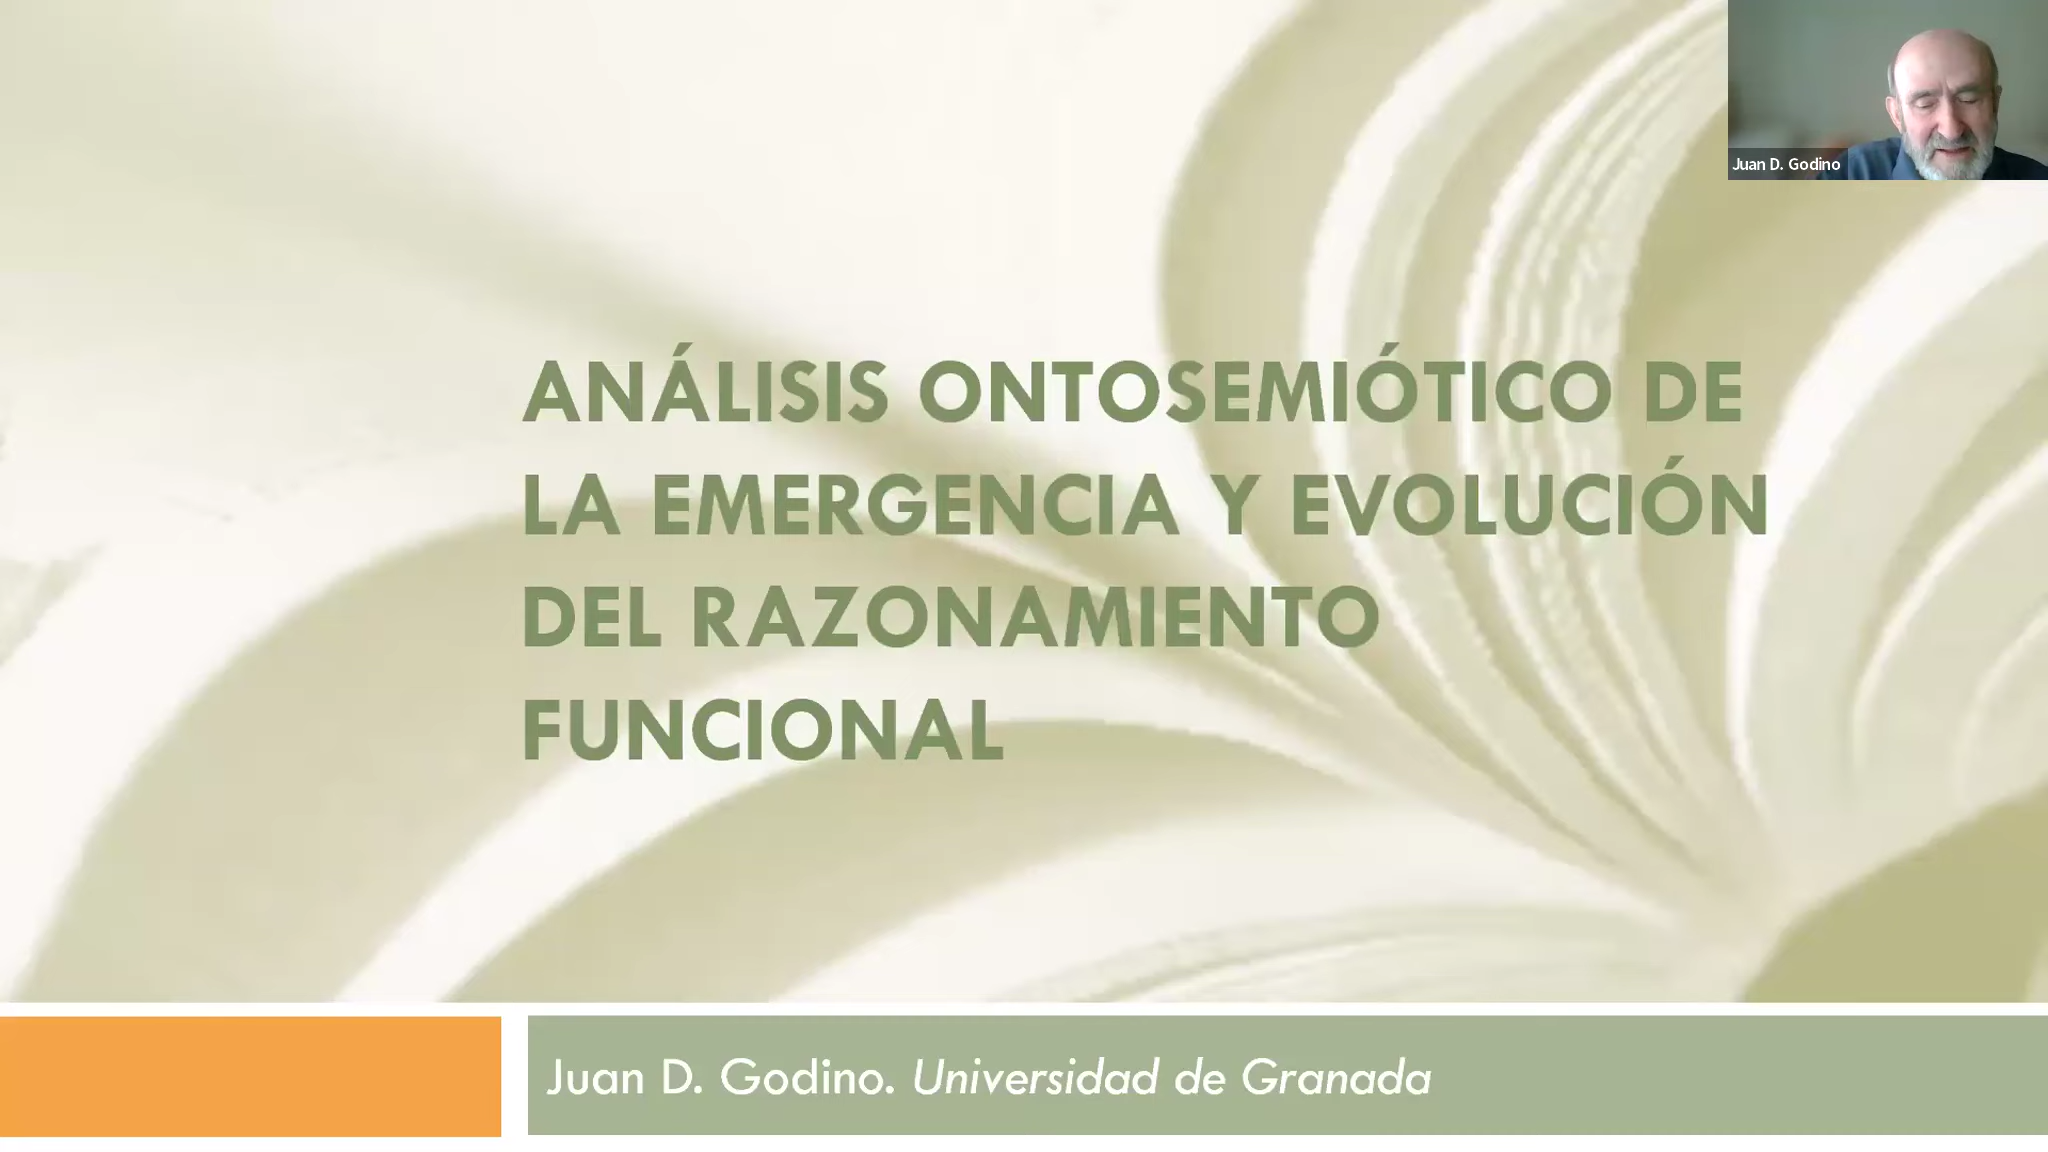 Juan D. Godino
ANÁLISIS ONTOSEMIÓTICO DE
LA EMERGENCIA Y EVOLUCIÓN
DEL RAZONAMIENTO
FUNCIONAL
Juan D. Godino. Universidad de Granada